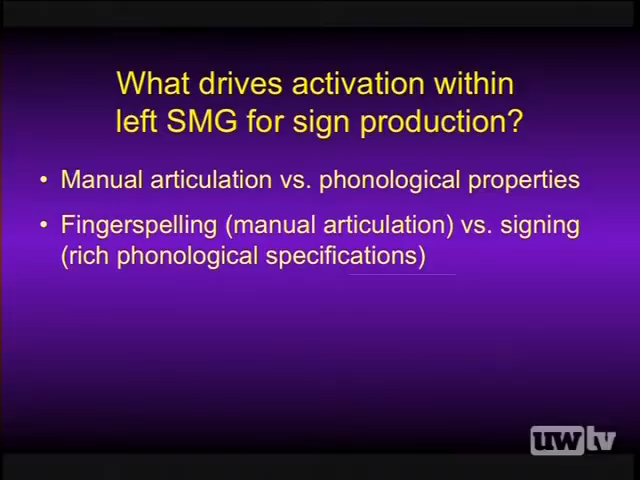 What drives activation within
left SMG for sign production?
• Manual articulation vs. phonological properties
• Fingerspelling (manual articulation) vs. signing
(rich phonological specifications)
uwtv